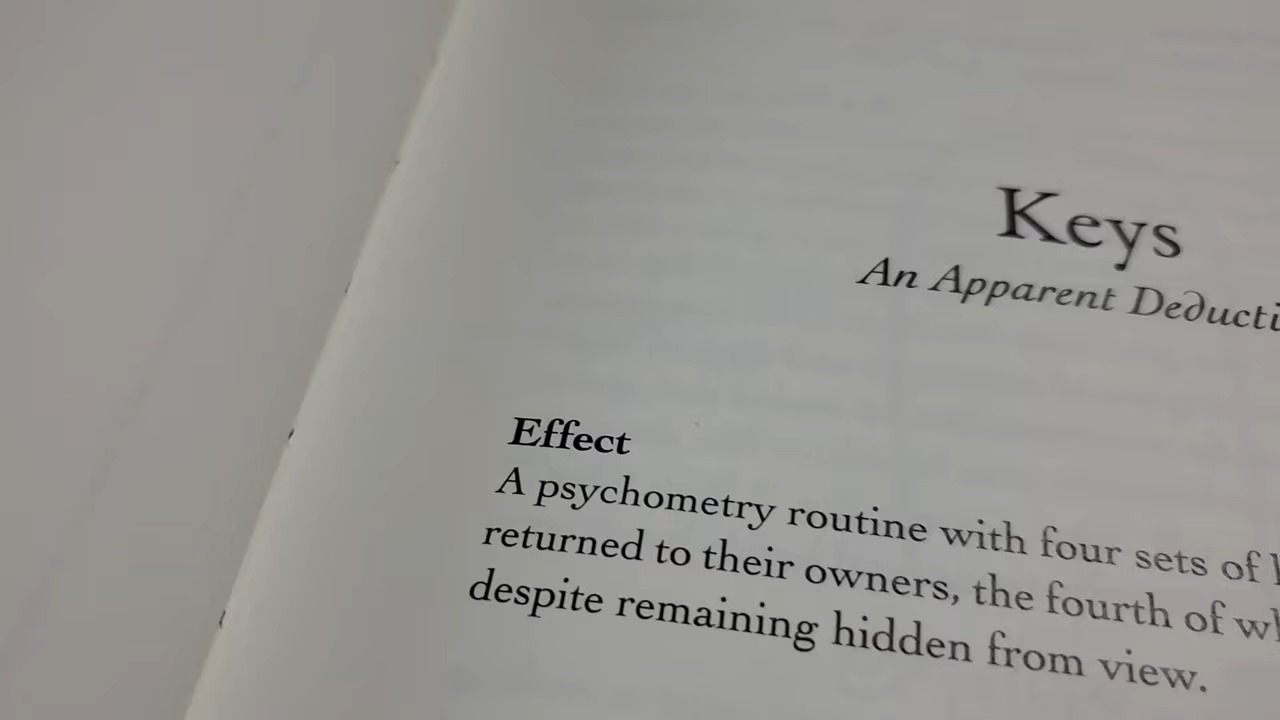 Keys
An Apparent Deducti
Effect
A psychometry routine with four sets of
returned to their owners, the fourth of
despite remaining hidden from view.